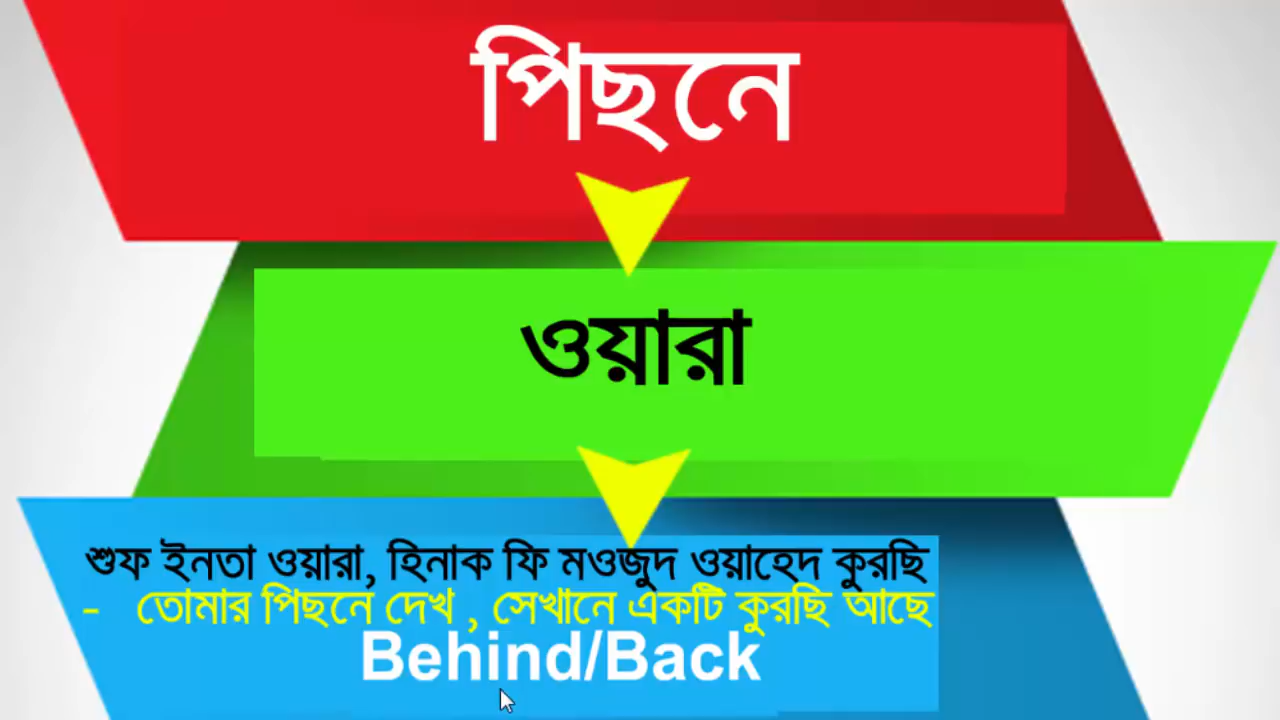 পিছনে
ওয়ারা
শুফ ইনতা ওয়ারা, হিনাক ফি মওজুদ ওয়াহেদ কুরছি
- তোমার পিছনে দেখ , সেখানে একটি কুরছি আছে
Behind/Back